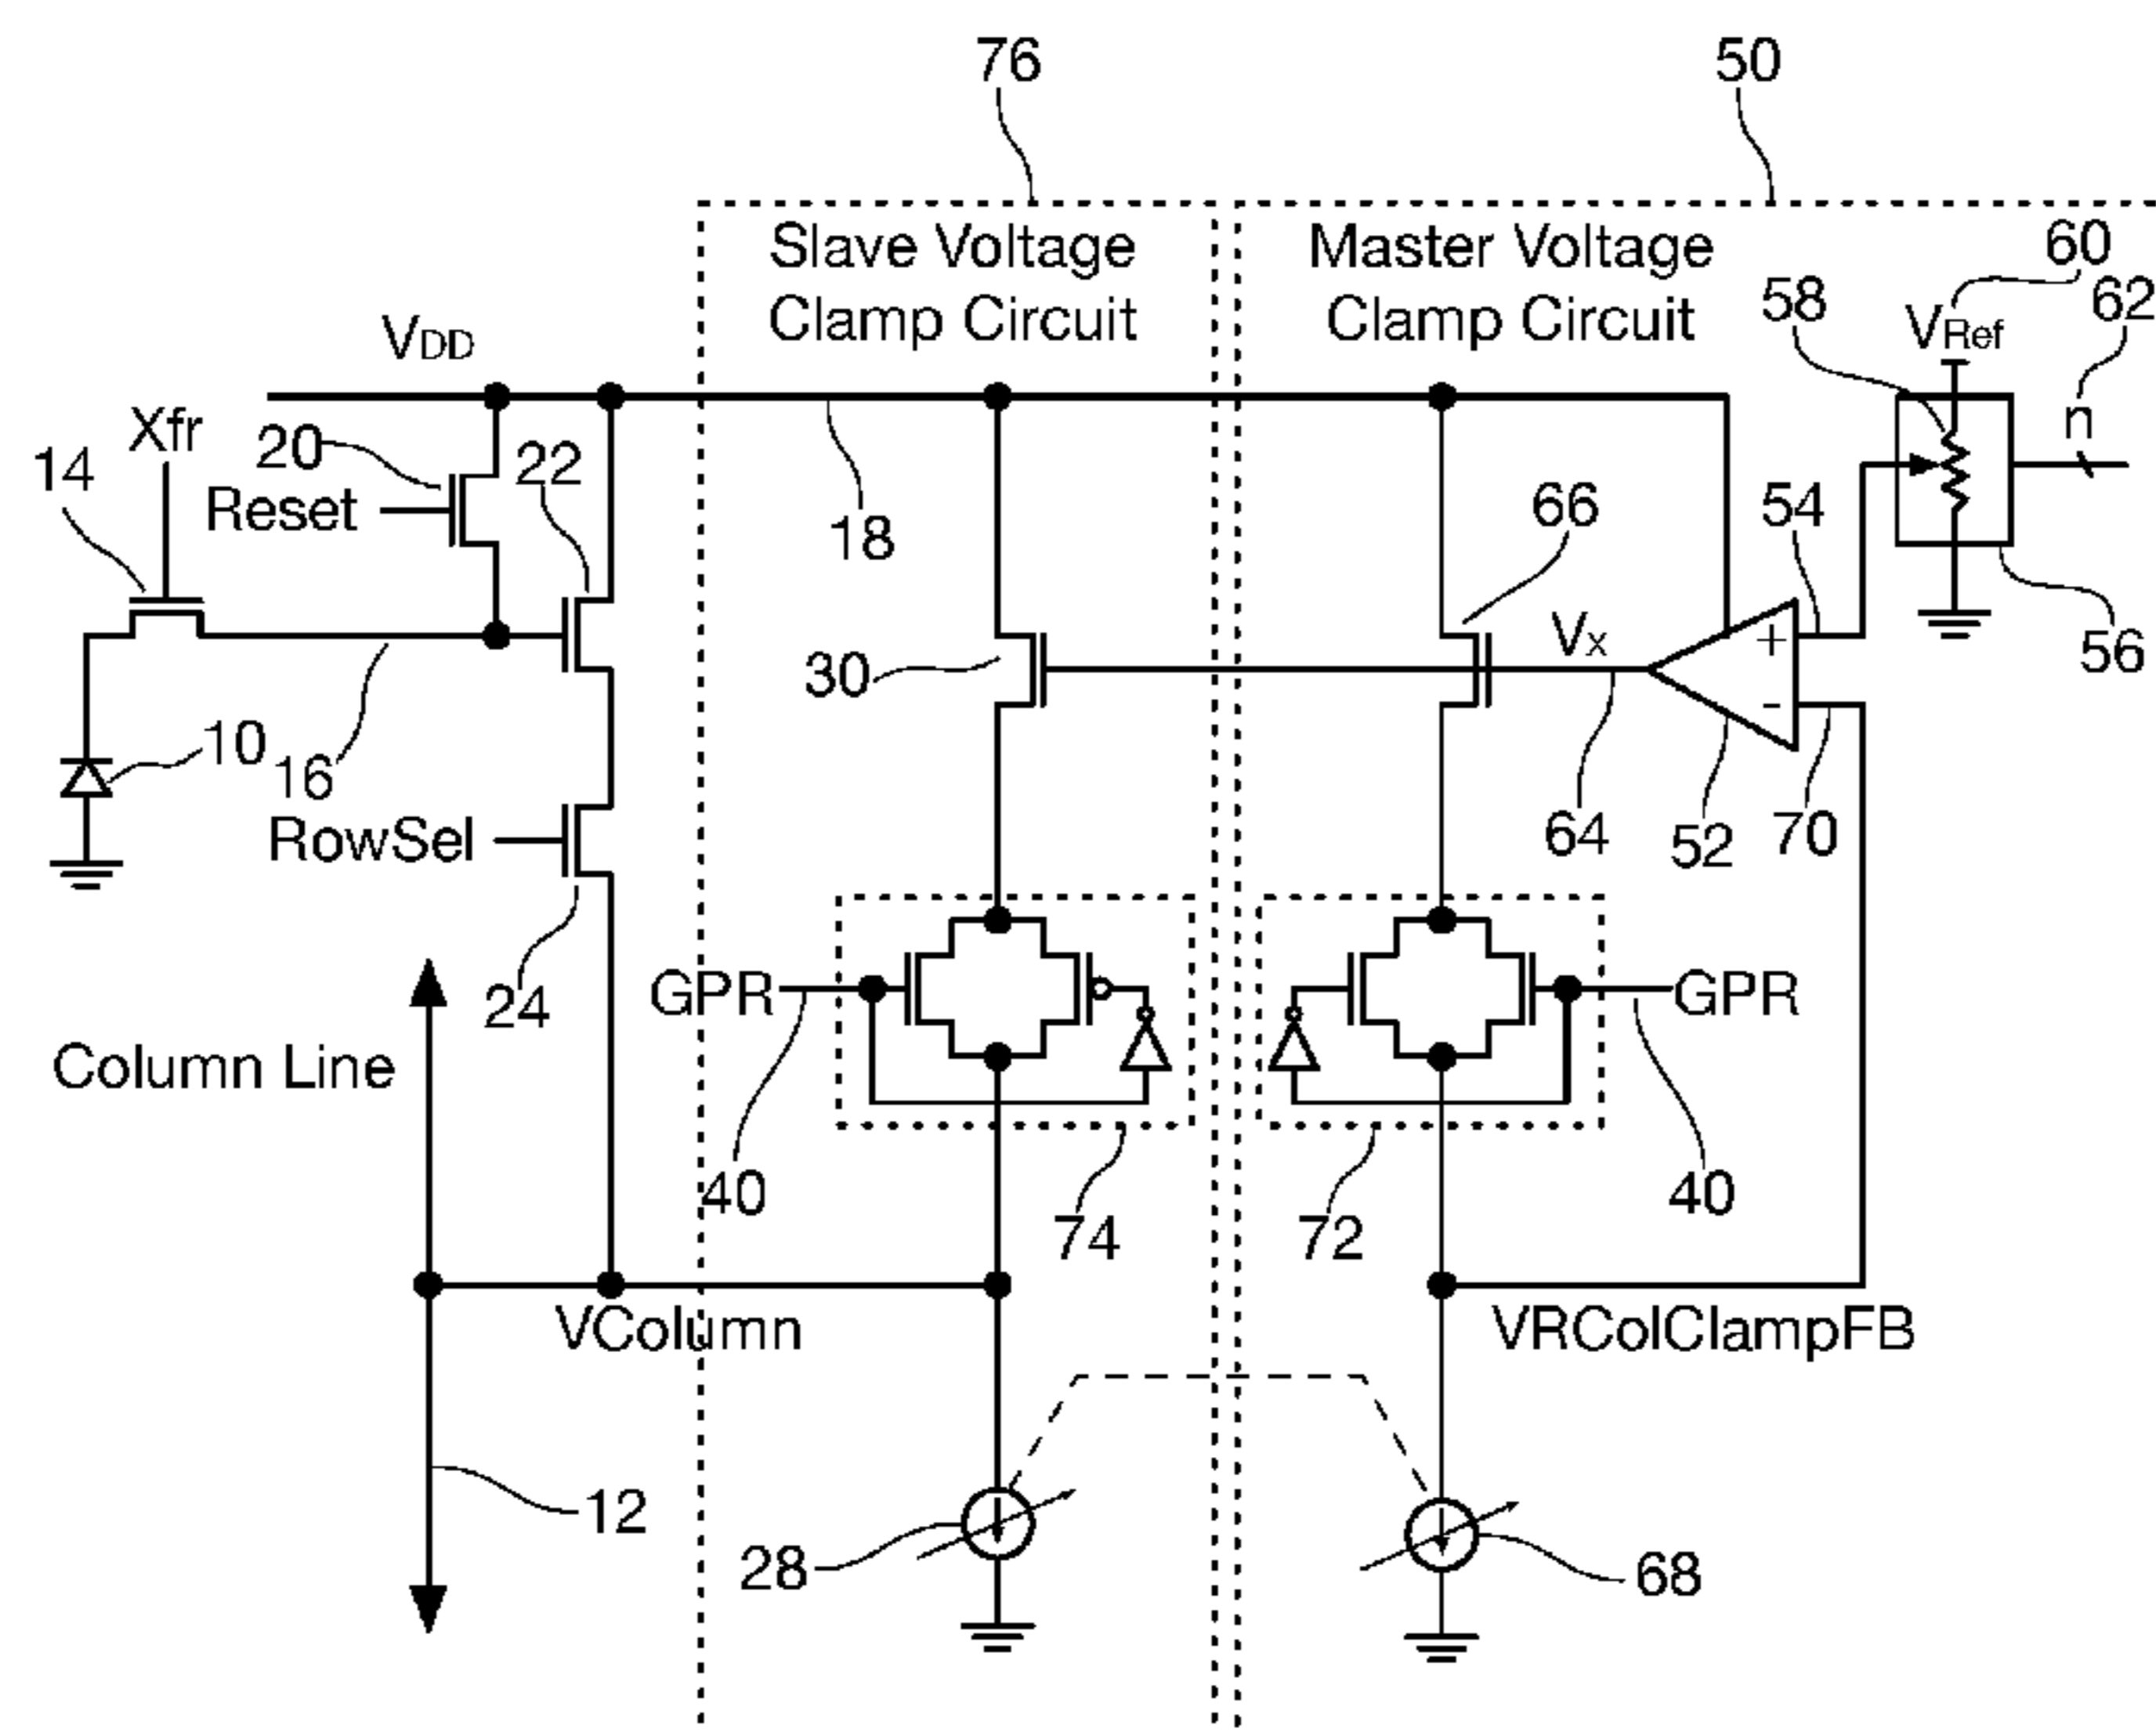 76
50
Slave Voltage
Clamp Circuit
Master Voltage
Clamp Circuit
60
58
62
VRef
VDD
n
Xfr
14
20
22
Reset
18
66
54
Vx
+
-
30
56
10
16
RowSel
64
52
70
24
GPR
GPR
Column Line
40
74
72
40
VColumn
VRColClampFB
12
28
68